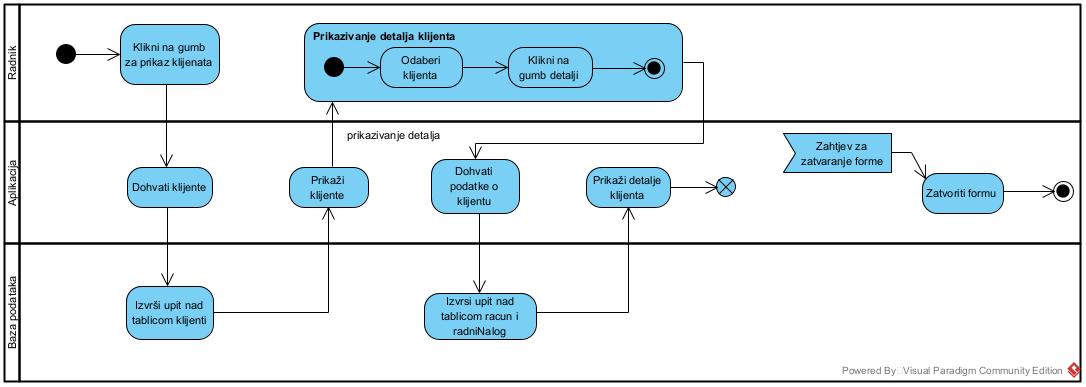 Radnik
Klikni na gumb
za prikaz klijenata
Prikazivanje detalja klijenta
Odaberi
klijenta
Klikni na
gumb detalji
Aplikacija
prikazivanje detalja
Dohvati klijente
Prikaži
klijente
Dohvati
podatke o
klijentu
Prikaži detalje
klijenta
Zahtjev za
zatvaranje forme
Zatvoriti formu
Baza podataka
Izvrši upit nad
tablicom klijenti
Izvrsi upit nad
tablicom racun i
radniNalog
Powered By Visual Paradigm Community Edition